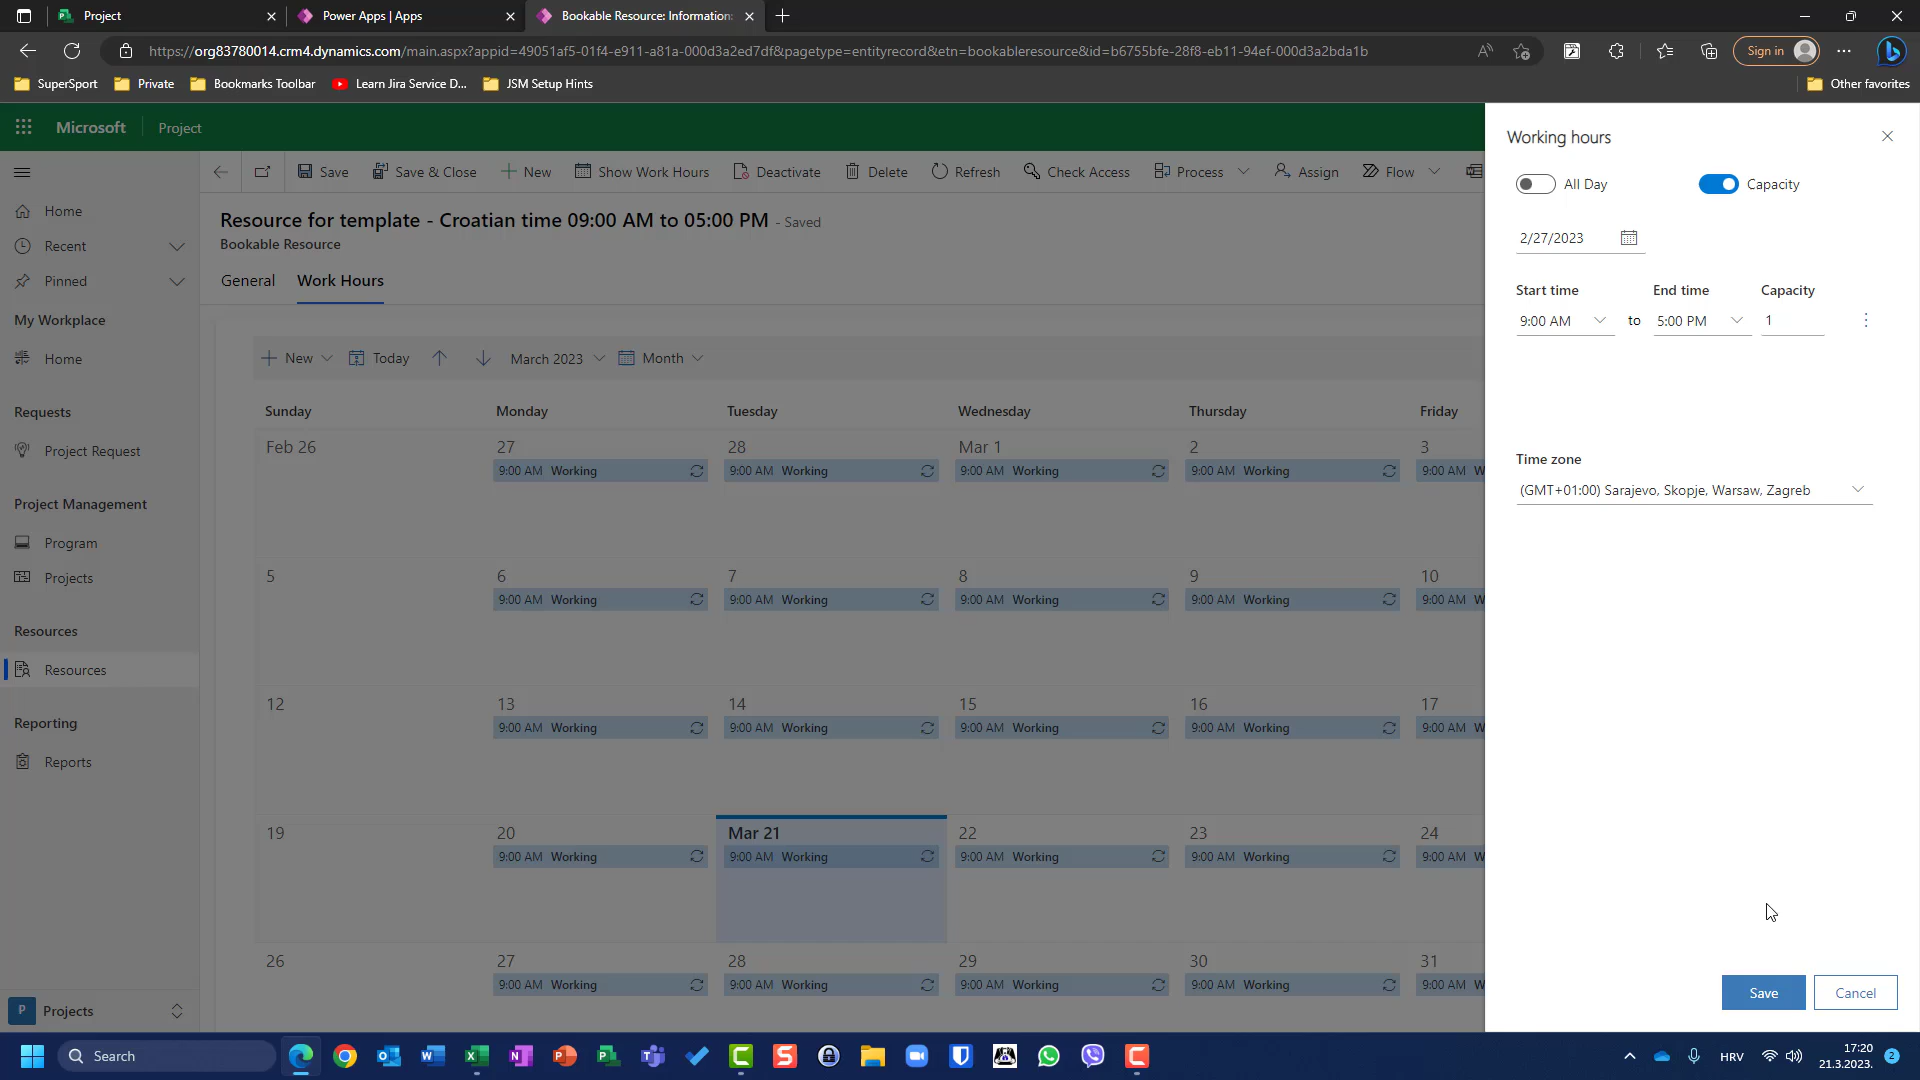 Project
Power Apps | Apps
Bookable Resource: Information:
https://org83780014.crm4.dynamics.com/main.aspx?appid=49051af5-01f4-e911-a81a-000d3a2ed7df&pagetype=entityrecord&etn=bookableresource&id=b6755bfe-28f8-eb11-94ef-000d3a2bda1b
Sign in
SuperSport
Private
Bookmarks Toolbar
Learn Jira Service D...
JSM Setup Hints
Other favorites
Microsoft
Project
Save
Save & Close
New
Show Work Hours
Deactivate
Delete
Refresh
Check Access
Process
Assign
Flow
Home
Recent
Pinned
My Workplace
Home
Requests
Project Request
Project Management
Program
Projects
Resources
Resources
Reporting
Reports
P Projects
Resource for template - Croatian time 09:00 AM to 05:00 PM - Saved
Bookable Resource
General
Work Hours
New
Today
March 2023
Month
Sunday Monday Tuesday Wednesday Thursday Friday
Feb 26 27 28 Mar 1 2 3
9:00 AM Working 9:00 AM Working 9:00 AM Working 9:00 AM Working 9:00 AM W
5 6 7 8 9 10
9:00 AM Working 9:00 AM Working 9:00 AM Working 9:00 AM Working 9:00 AM W
12 13 14 15 16 17
9:00 AM Working 9:00 AM Working 9:00 AM Working 9:00 AM Working 9:00 AM W
19 20 Mar 21 22 23 24
9:00 AM Working 9:00 AM Working 9:00 AM Working 9:00 AM Working 9:00 AM W
26 27 28 29 30 31
9:00 AM Working 9:00 AM Working 9:00 AM Working 9:00 AM Working 9:00 AM W
Working hours
All Day
Capacity
2/27/2023
Start time End time Capacity
9:00 AM to 5:00 PM 1
Time zone
(GMT+01:00) Sarajevo, Skopje, Warsaw, Zagreb
Save
Cancel
Search
HRV
17:20
21.3.2023.
2